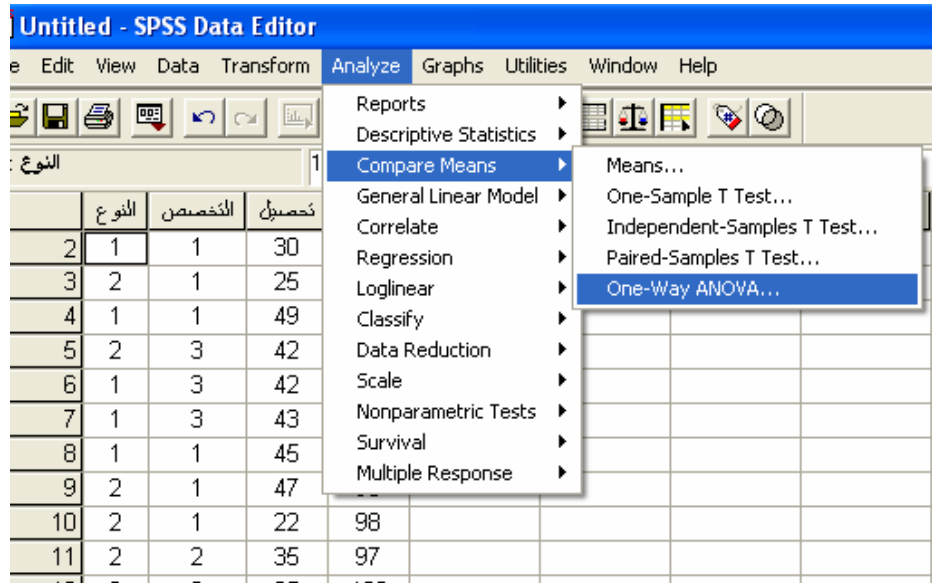 Untitled - SPSS Data Editor
e Edit View Data Transform Analyze Graphs Utilities Window Help
النوع :
1
Reports
Descriptive Statistics
Compare Means
General Linear Model
Correlate
Regression
Loglinear
Classify
Data Reduction
Scale
Nonparametric Tests
Survival
Multiple Response
Means...
One-Sample T Test...
Independent-Samples T Test...
Paired-Samples T Test...
One-Way ANOVA...
النوع التخصص تحصيل
2 1 1 30
3 2 1 25
4 1 1 49
5 2 3 42
6 1 3 42
7 1 3 43
8 1 1 45
9 2 1 47
10 2 1 22 98
11 2 2 35 97